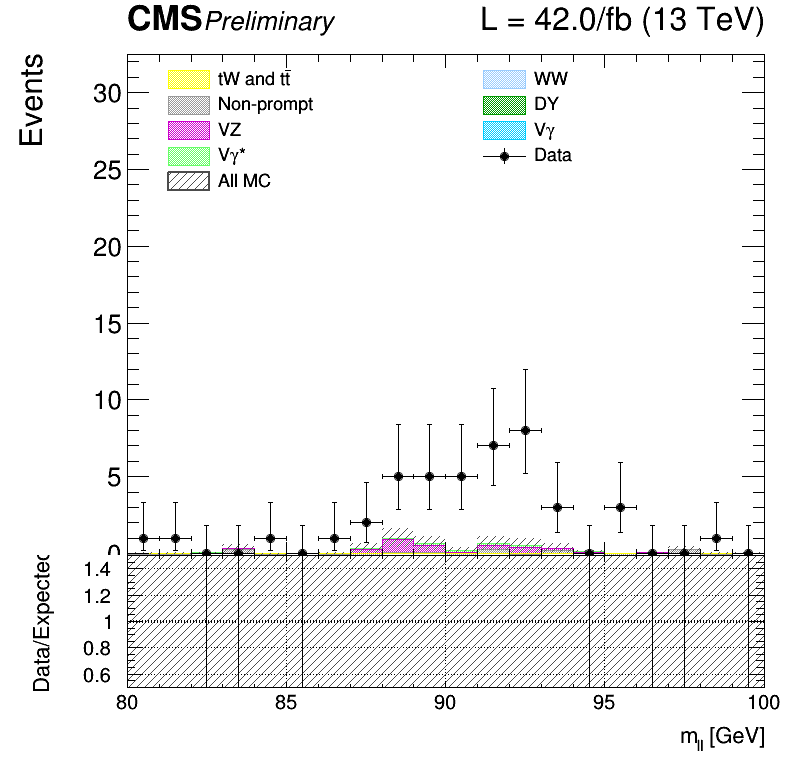 CMS Preliminary L = 42.0/fb (13 TeV)
Events
30
25
20
15
10
5
0
tW and tt̄
Non-prompt
VZ
Vγ*
All MC
WW
DY
Vγ
Data
Data/Expected
1.4
1.2
1
0.8
0.6
80 85 90 95 100
m_ll [GeV]